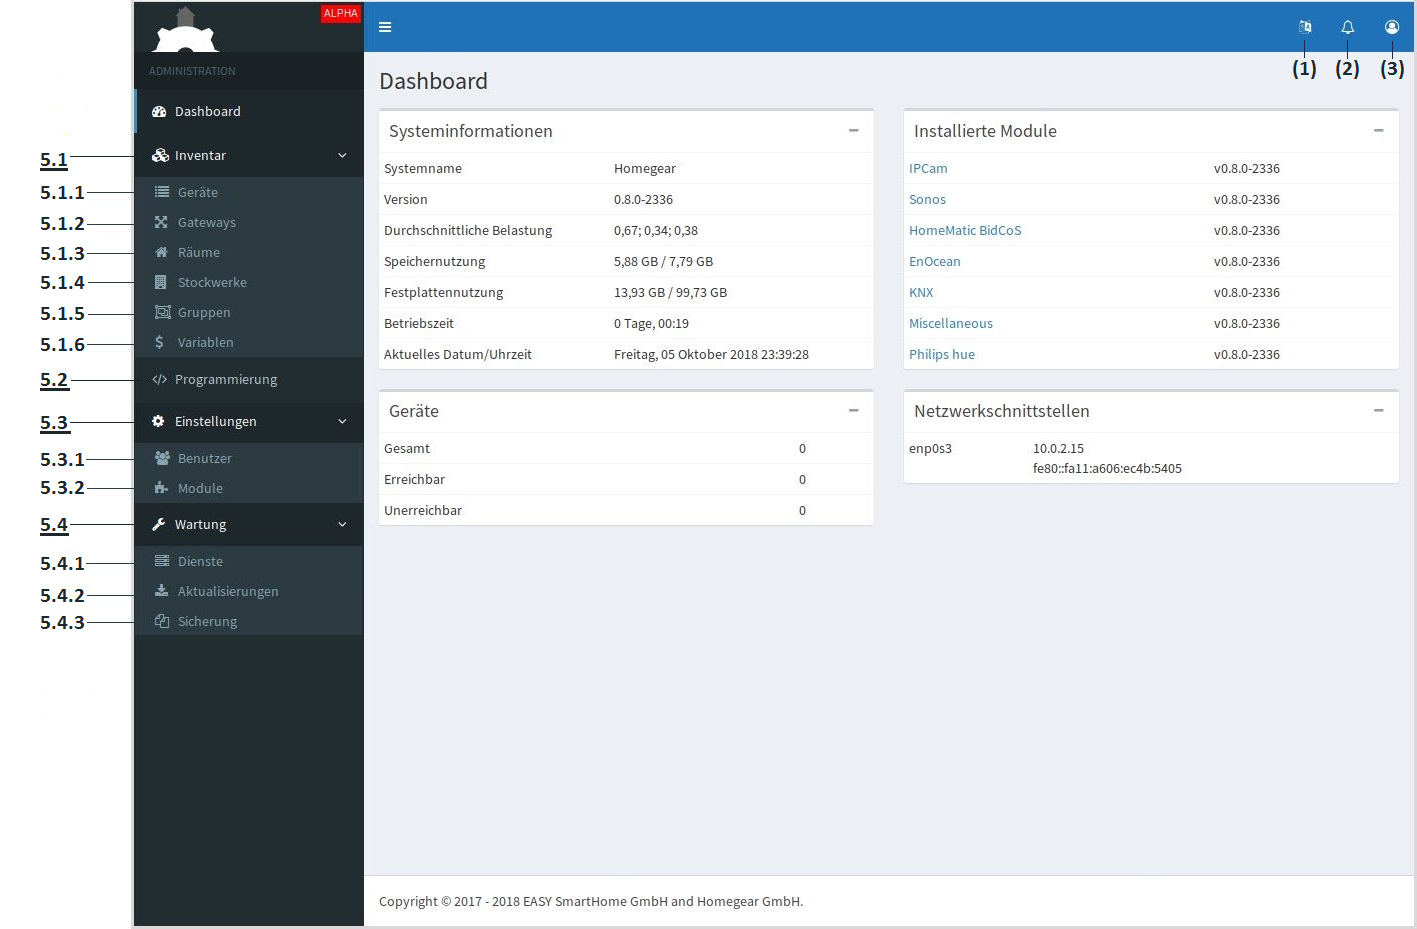 ALPHA
(1) (2) (3)
ADMINISTRATION
Dashboard
5.1 Inventar
5.1.1 Geräte
5.1.2 Gateways
5.1.3 Räume
5.1.4 Stockwerke
5.1.5 Gruppen
5.1.6 $ Variablen
5.2 </> Programmierung
5.3 Einstellungen
5.3.1 Benutzer
5.3.2 Module
5.4 Wartung
5.4.1 Dienste
5.4.2 Aktualisierungen
5.4.3 Sicherung
Dashboard
Systeminformationen
Systemname Homegear
Version 0.8.0-2336
Durchschnittliche Belastung 0,67; 0,34; 0,38
Speichernutzung 5,88 GB / 7,79 GB
Festplattennutzung 13,93 GB / 99,73 GB
Betriebszeit 0 Tage, 00:19
Aktuelles Datum/Uhrzeit Freitag, 05 Oktober 2018 23:39:28
Installierte Module
IPCam v0.8.0-2336
Sonos v0.8.0-2336
HomeMatic BidCoS v0.8.0-2336
EnOcean v0.8.0-2336
KNX v0.8.0-2336
Miscellaneous v0.8.0-2336
Philips hue v0.8.0-2336
Geräte
Gesamt 0
Erreichbar 0
Unerreichbar 0
Netzwerkschnittstellen
enp0s3 10.0.2.15
fe80::fa11:a606:ec4b:5405
Copyright © 2017 - 2018 EASY SmartHome GmbH and Homegear GmbH.